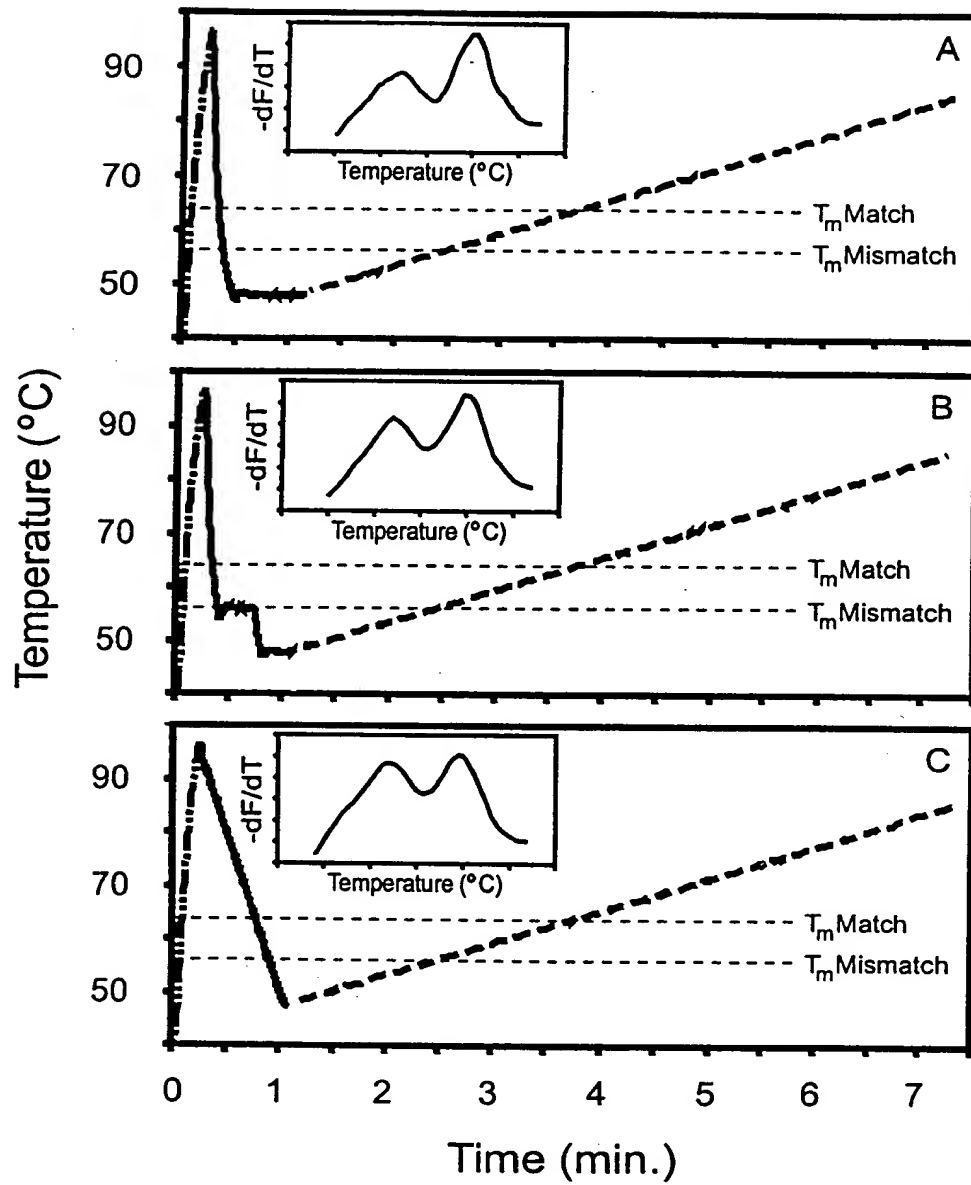 A
90
70
50
-dF/dT
Temperature (°C)
TmMatch
TmMismatch
B
90
70
50
-dF/dT
Temperature (°C)
TmMatch
TmMismatch
C
90
70
50
-dF/dT
Temperature (°C)
TmMatch
TmMismatch
Temperature (°C)
0 1 2 3 4 5 6 7
Time (min.)